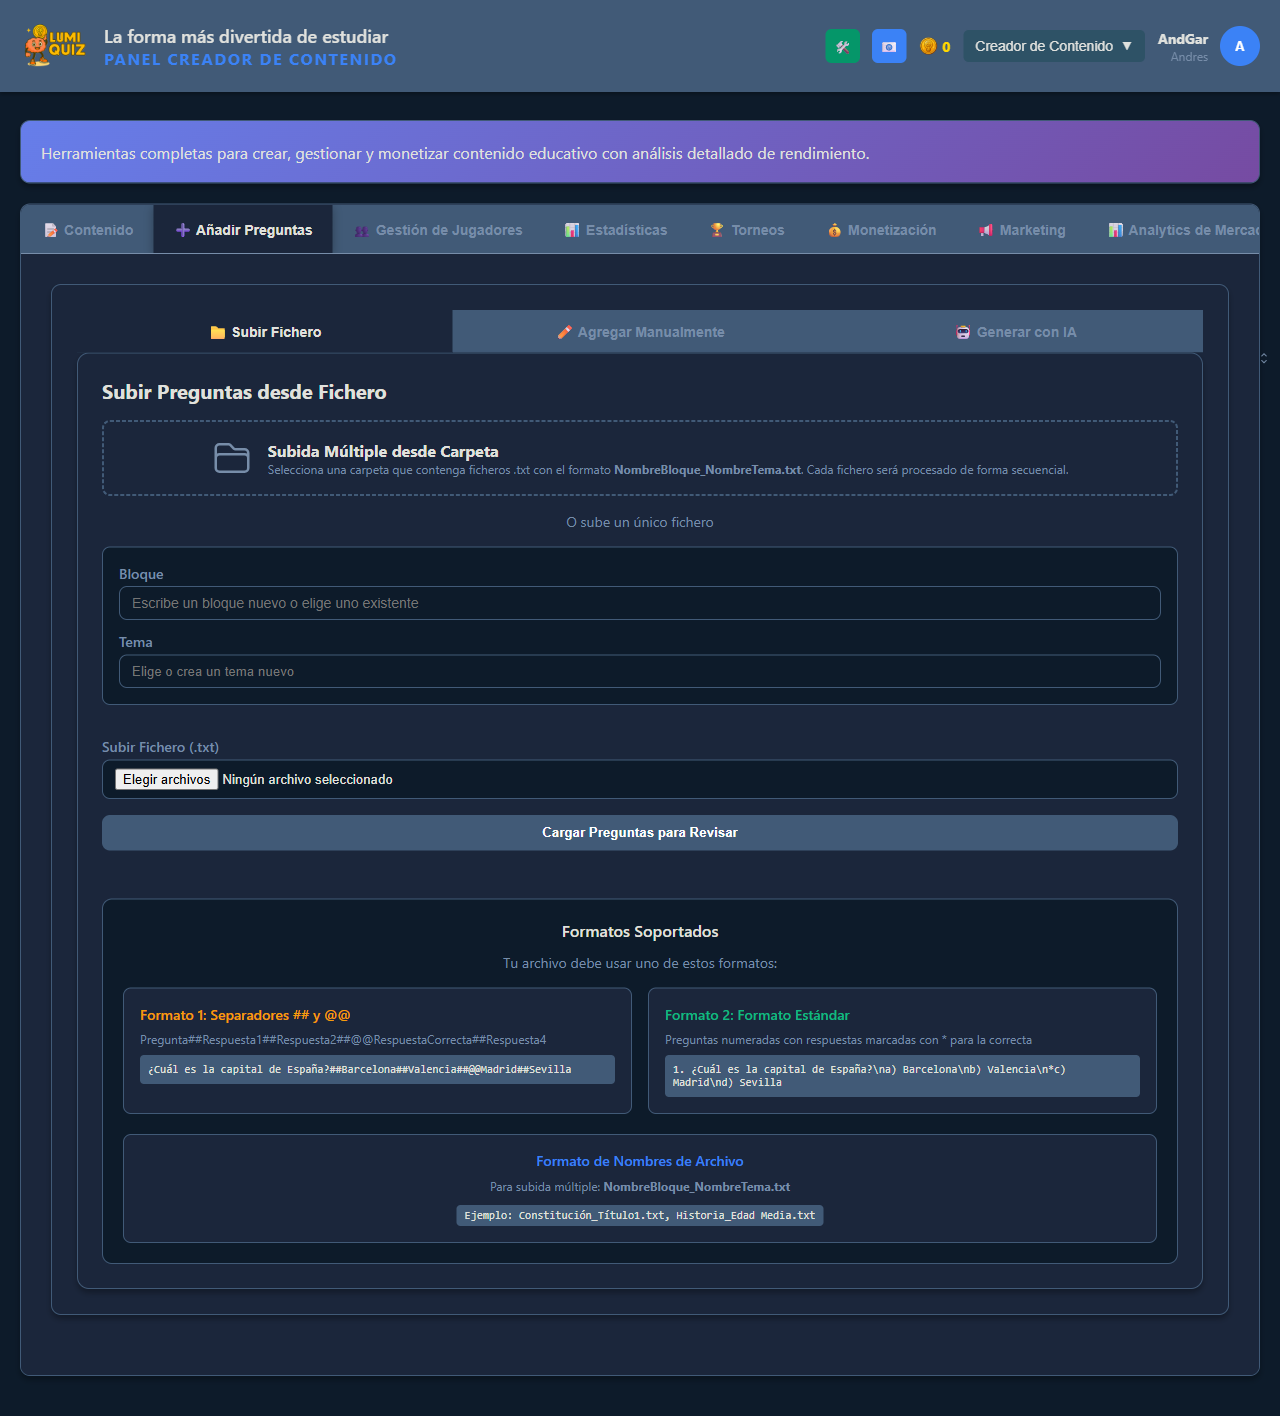 LUMI
QUIZ
La forma más divertida de estudiar
PANEL CREADOR DE CONTENIDO
0
Creador de Contenido ▼
AndGar
Andres
A
Herramientas completas para crear, gestionar y monetizar contenido educativo con análisis detallado de rendimiento.
Contenido
Añadir Preguntas
Gestión de Jugadores
Estadísticas
Torneos
Monetización
Marketing
Analytics de Merca
Subir Fichero
Agregar Manualmente
Generar con IA
Subir Preguntas desde Fichero
Subida Múltiple desde Carpeta
Selecciona una carpeta que contenga ficheros .txt con el formato NombreBloque_NombreTema.txt. Cada fichero será procesado de forma secuencial.
O sube un único fichero
Bloque
Escribe un bloque nuevo o elige uno existente
Tema
Elige o crea un tema nuevo
Subir Fichero (.txt)
Elegir archivos Ningún archivo seleccionado
Cargar Preguntas para Revisar
Formatos Soportados
Tu archivo debe usar uno de estos formatos:
Formato 1: Separadores ## y @@
Pregunta##Respuesta1##Respuesta2##@@RespuestaCorrecta##Respuesta4
¿Cuál es la capital de España?##Barcelona##Valencia##@@Madrid##Sevilla
Formato 2: Formato Estándar
Preguntas numeradas con respuestas marcadas con * para la correcta
1. ¿Cuál es la capital de España?\na) Barcelona\nb) Valencia\n*c)
Madrid\nd) Sevilla
Formato de Nombres de Archivo
Para subida múltiple: NombreBloque_NombreTema.txt
Ejemplo: Constitución_Título1.txt, Historia_Edad Media.txt